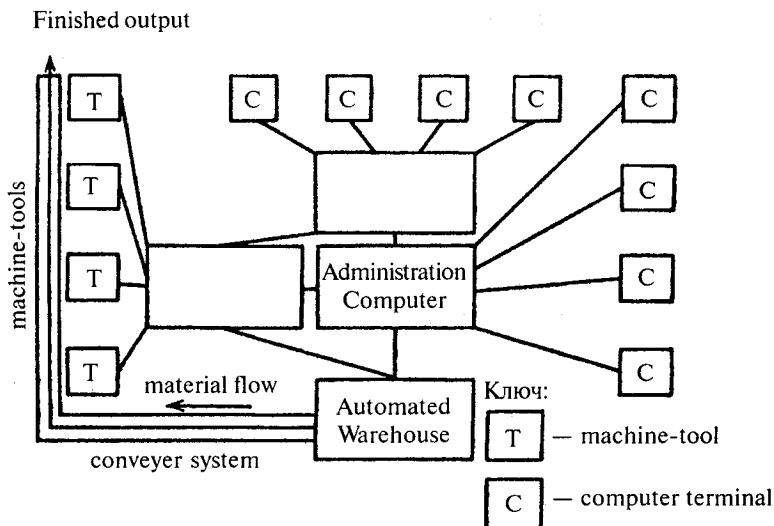 Finished output
T
C
C
C
C
C
T
C
machine-tools
T
Administration
Computer
C
T
C
material flow
Ключ:
Automated
Warehouse
T — machine-tool
conveyer system
C — computer terminal